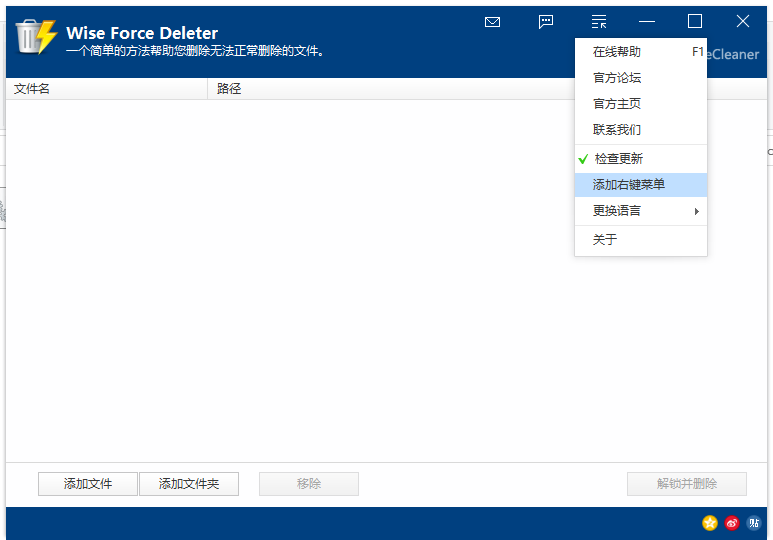 Wise Force Deleter
一个简单的方法帮助您删除无法正常删除的文件。
eCleaner
文件名 路径
在线帮助 F1
官方论坛
官方主页
联系我们
检查更新
添加右键菜单
更换语言
关于
添加文件 添加文件夹 移除 解锁并删除
贴